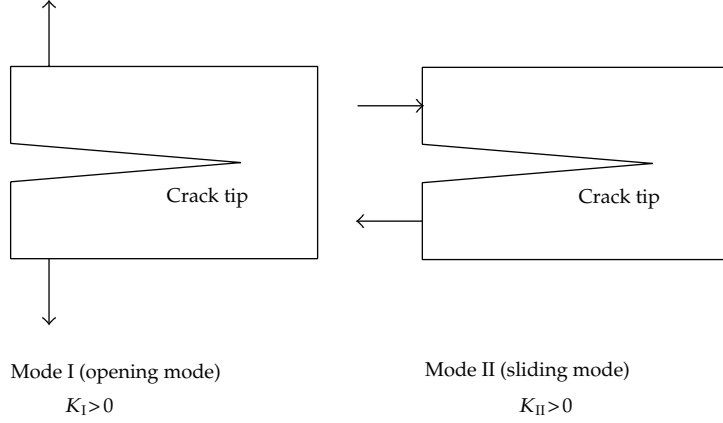 Crack tip
Mode I (opening mode)
K_I > 0
Crack tip
Mode II (sliding mode)
K_II > 0